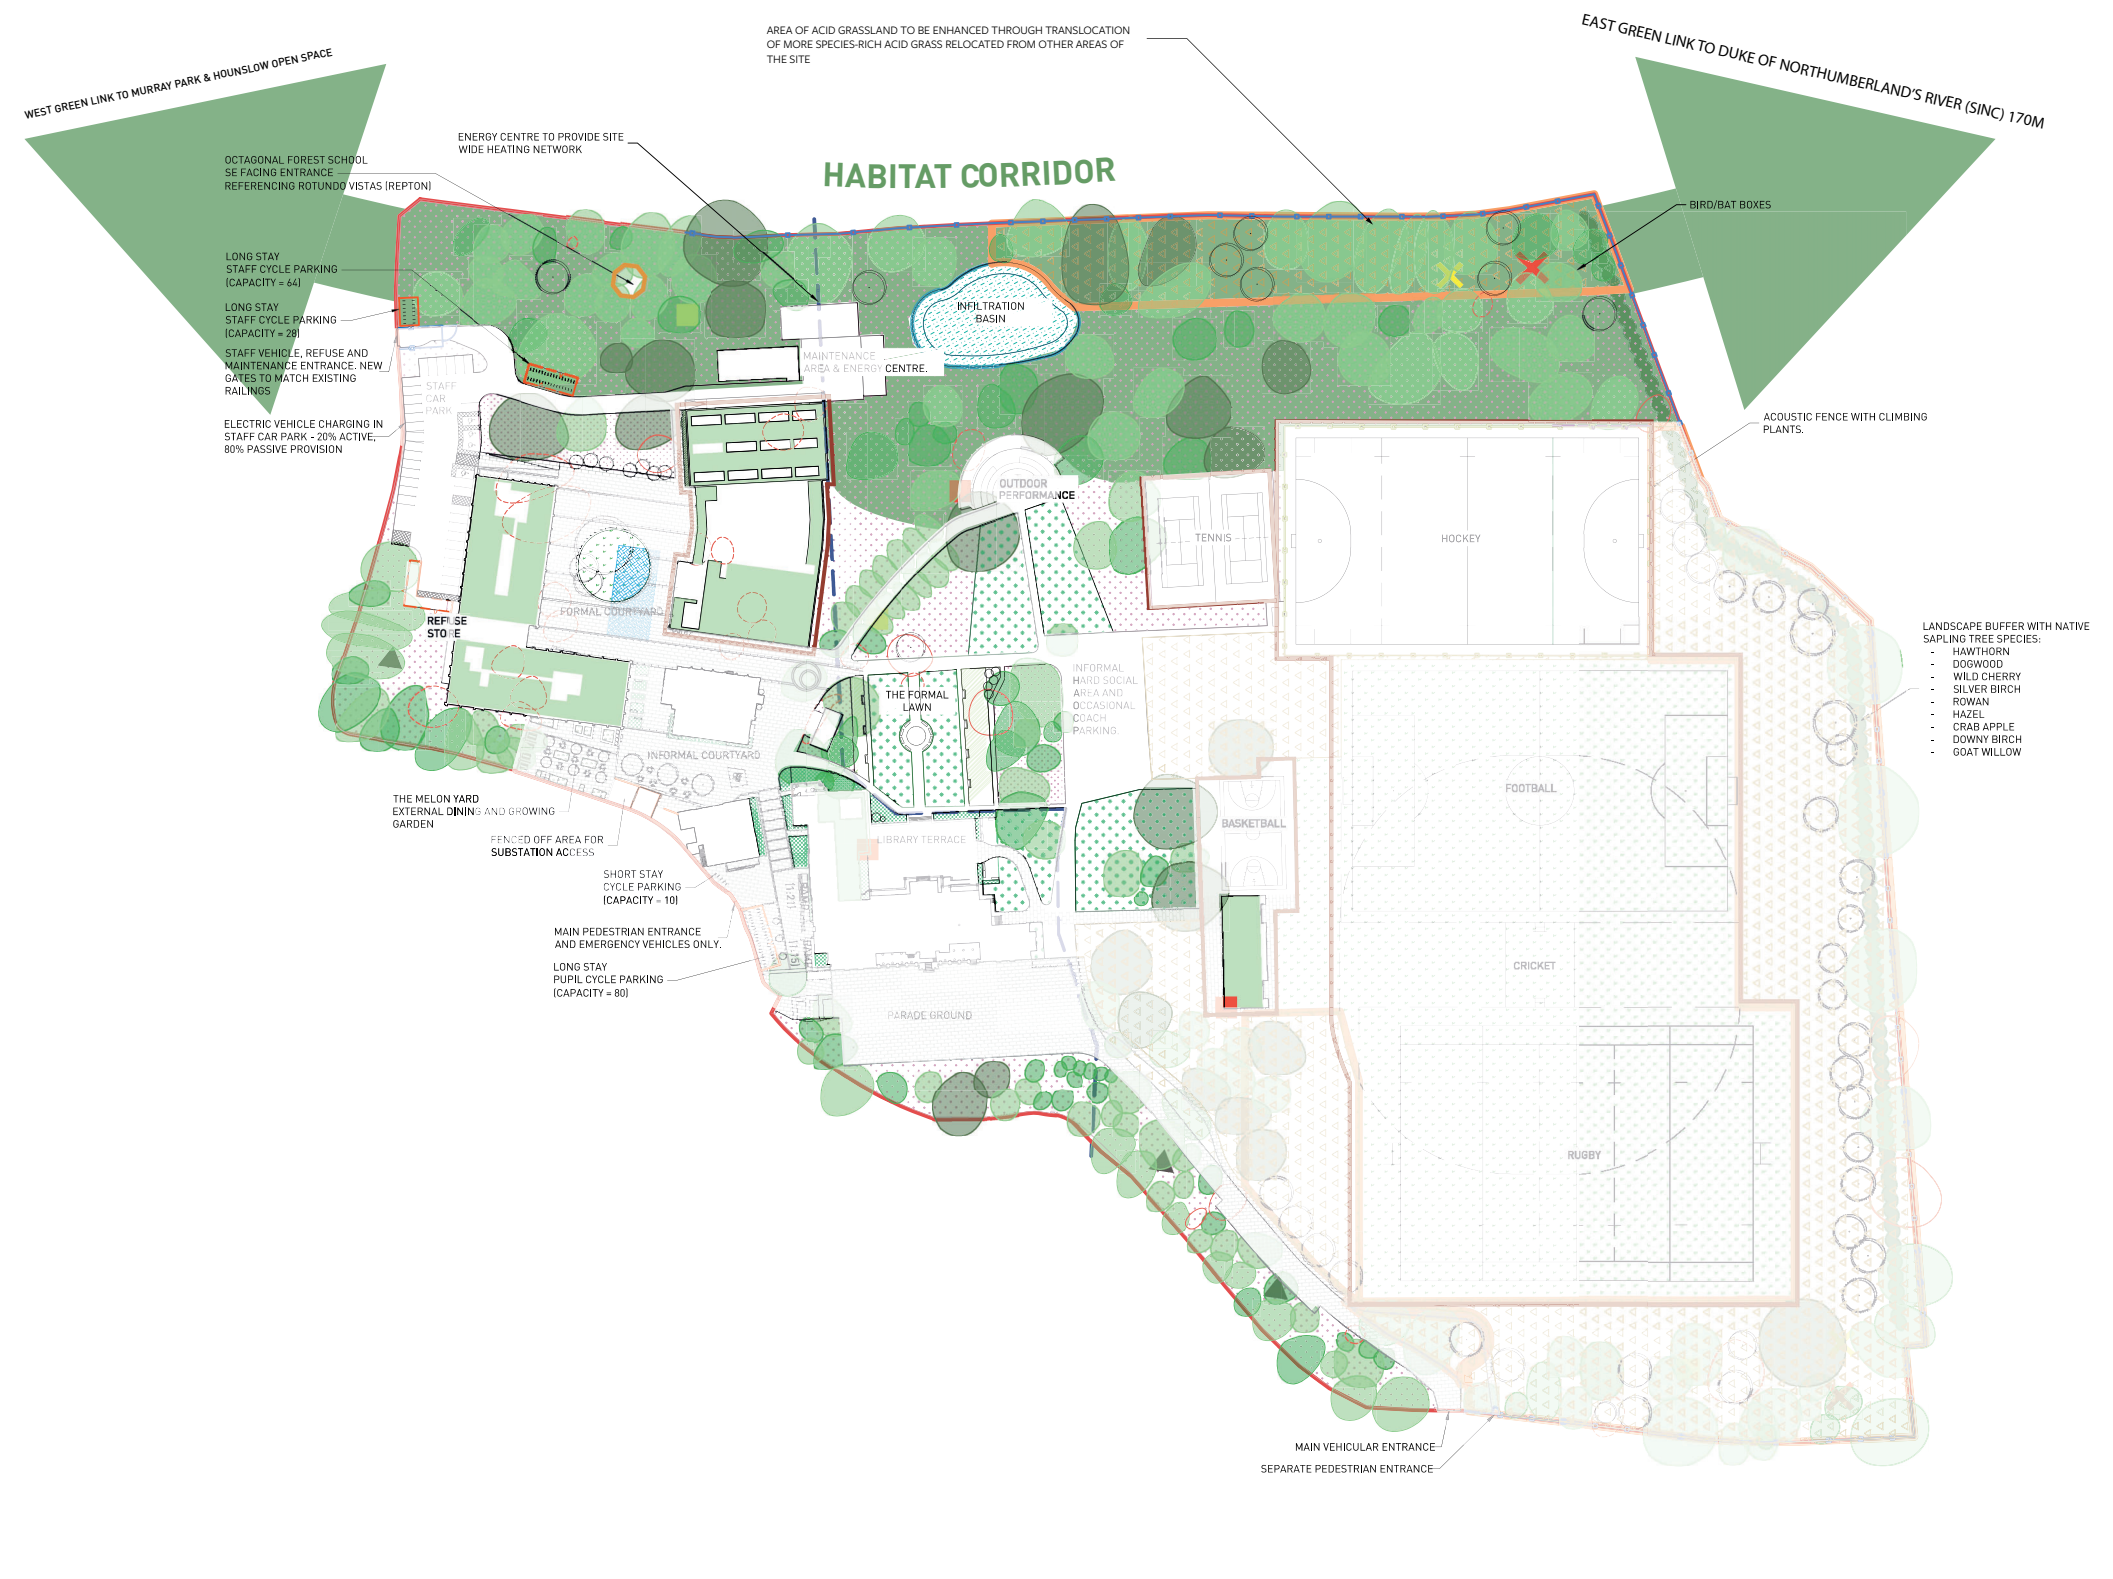 AREA OF ACID GRASSLAND TO BE ENHANCED THROUGH TRANSLOCATION
OF MORE SPECIES-RICH ACID GRASS RELOCATED FROM OTHER AREAS OF
THE SITE
EAST GREEN LINK TO DUKE OF NORTHUMBERLAND'S RIVER (SINC) 170M
WEST GREEN LINK TO MURRAY PARK & HOUNSLOW OPEN SPACE
ENERGY CENTRE TO PROVIDE SITE
WIDE HEATING NETWORK
HABITAT CORRIDOR
OCTAGONAL FOREST SCHOOL
SE FACING ENTRANCE
REFERENCING ROTUNDO VISTAS (REPTON)
BIRD/BAT BOXES
LONG STAY
STAFF CYCLE PARKING
(CAPACITY = 64)
LONG STAY
STAFF CYCLE PARKING
(CAPACITY = 28)
STAFF VEHICLE, REFUSE AND
MAINTENANCE ENTRANCE. NEW
GATES TO MATCH EXISTING
RAILINGS
ELECTRIC VEHICLE CHARGING IN
STAFF CAR PARK - 20% ACTIVE,
80% PASSIVE PROVISION
STAFF
CAR
PARK
INFILTRATION
BASIN
MAINTENANCE
AREA & ENERGY CENTRE.
ACOUSTIC FENCE WITH CLIMBING
PLANTS.
OUTDOOR
PERFORMANCE
TENNIS
HOCKEY
FORMAL COURTYARD
REFUSE
STORE
LANDSCAPE BUFFER WITH NATIVE
SAPLING TREE SPECIES:
- HAWTHORN
- DOGWOOD
- WILD CHERRY
- SILVER BIRCH
- ROWAN
- HAZEL
- CRAB APPLE
- DOWNY BIRCH
- GOAT WILLOW
THE FORMAL
LAWN
INFORMAL
HARD SOCIAL
AREA AND
OCCASIONAL
COACH
PARKING.
INFORMAL COURTYARD
THE MELON YARD
EXTERNAL DINING AND GROWING
GARDEN
FENCED OFF AREA FOR
SUBSTATION ACCESS
LIBRARY TERRACE
BASKETBALL
FOOTBALL
SHORT STAY
CYCLE PARKING
(CAPACITY = 10)
MAIN PEDESTRIAN ENTRANCE
AND EMERGENCY VEHICLES ONLY.
LONG STAY
PUPIL CYCLE PARKING
(CAPACITY = 80)
CRICKET
PARADE GROUND
RUGBY
MAIN VEHICULAR ENTRANCE
SEPARATE PEDESTRIAN ENTRANCE